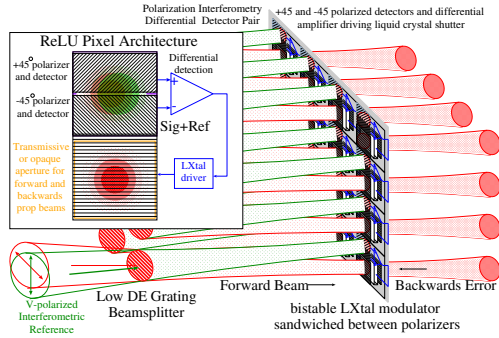 Polarization Interferometry
Differential Detector Pair
+45 and -45 polarized detectors and differential
amplifier driving liquid crystal shutter
ReLU Pixel Architecture
+45° polarizer
and detector
-45° polarizer
and detector
Differential
detection
+
−
Sig+Ref
Transmissive
or opaque
aperture for
forward and
backwards
prop beams
LXtal
driver
V-polarized
Interferometric
Reference
Low DE Grating
Beamsplitter
Forward Beam
Backwards Error
bistable LXtal modulator
sandwiched between polarizers